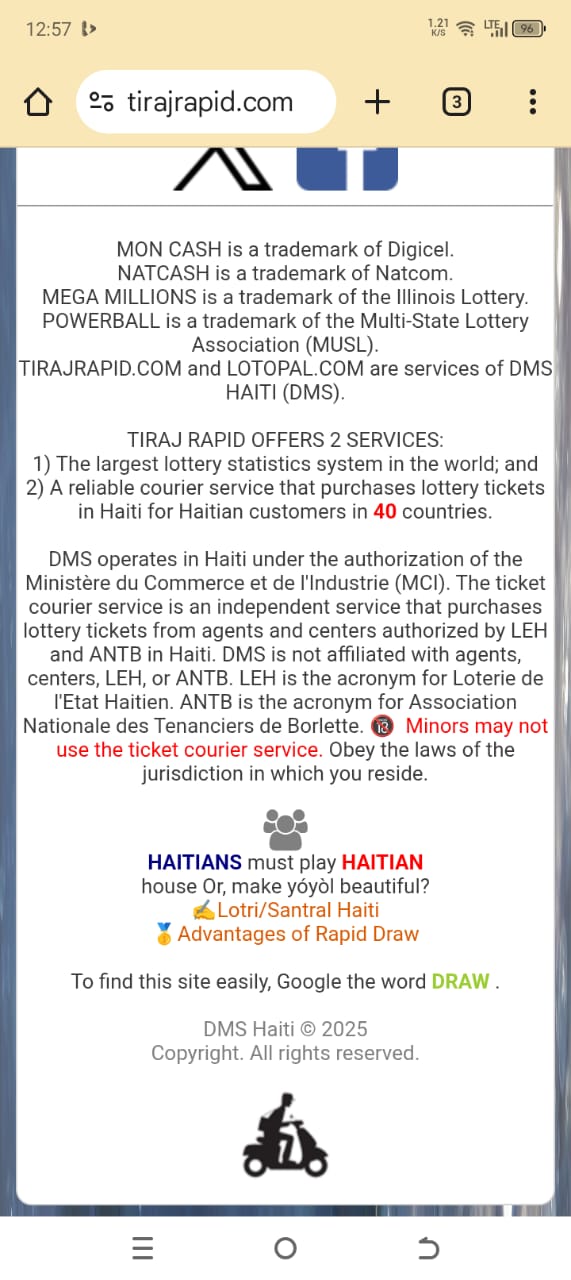 12:57
1.21
K/S
LTE
96
tirajrapid.com
3
MON CASH is a trademark of Digicel.
NATCASH is a trademark of Natcom.
MEGA MILLIONS is a trademark of the Illinois Lottery.
POWERBALL is a trademark of the Multi-State Lottery
Association (MUSL).
TIRAJRAPID.COM and LOTOPAL.COM are services of DMS
HAITI (DMS).
TIRAJ RAPID OFFERS 2 SERVICES:
1) The largest lottery statistics system in the world; and
2) A reliable courier service that purchases lottery tickets
in Haiti for Haitian customers in 40 countries.
DMS operates in Haiti under the authorization of the
Ministère du Commerce et de l'Industrie (MCI). The ticket
courier service is an independent service that purchases
lottery tickets from agents and centers authorized by LEH
and ANTB in Haiti. DMS is not affiliated with agents,
centers, LEH, or ANTB. LEH is the acronym for Loterie de
l'Etat Haitien. ANTB is the acronym for Association
Nationale des Tenanciers de Borlette. 🔞 Minors may not
use the ticket courier service. Obey the laws of the
jurisdiction in which you reside.
HAITIANS must play HAITIAN
house Or, make yóyòl beautiful?
✍️Lotri/Santral Haiti
🥇Advantages of Rapid Draw
To find this site easily, Google the word DRAW .
DMS Haiti © 2025
Copyright. All rights reserved.